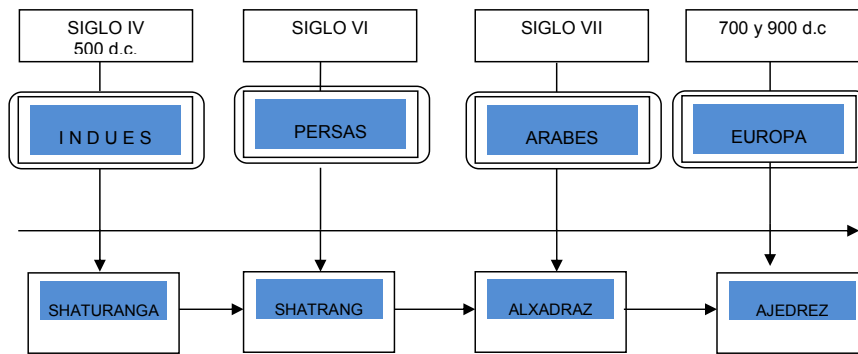 SIGLO IV
500 d.c.
SIGLO VI
SIGLO VII
700 y 900 d.c
I N D U E S
PERSAS
ARABES
EUROPA
SHATURANGA
SHATRANG
ALXADRAZ
AJEDREZ